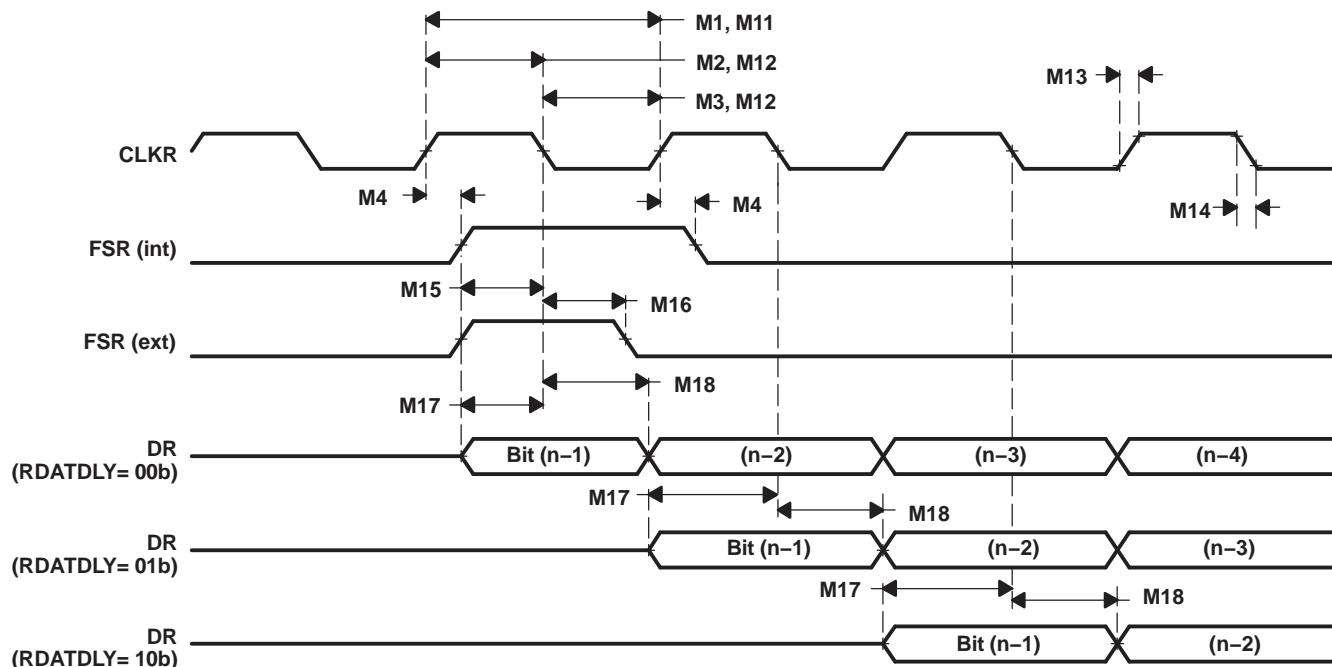 M1, M11
M2, M12
M13
M3, M12
CLKR
M4
M4
M14
FSR (int)
M15
M16
FSR (ext)
M18
M17
DR
(RDATDLY= 00b)
Bit (n–1)
(n–2)
(n–3)
(n–4)
M17
M18
DR
(RDATDLY= 01b)
Bit (n–1)
(n–2)
(n–3)
M17
M18
DR
(RDATDLY= 10b)
Bit (n–1)
(n–2)